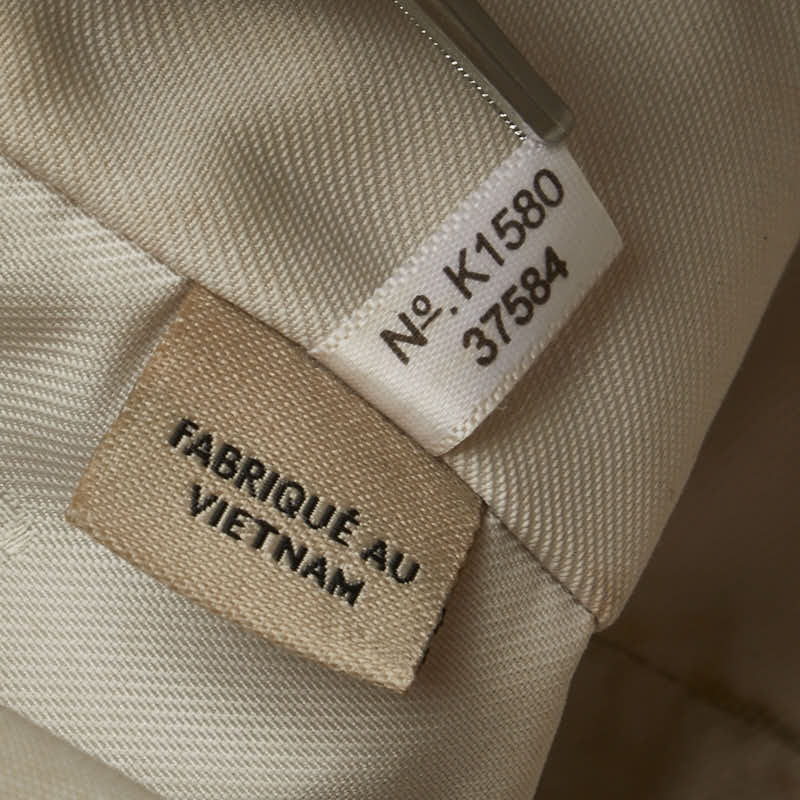 Nº. K1580
37584
FABRIQUÉ AU
VIETNAM